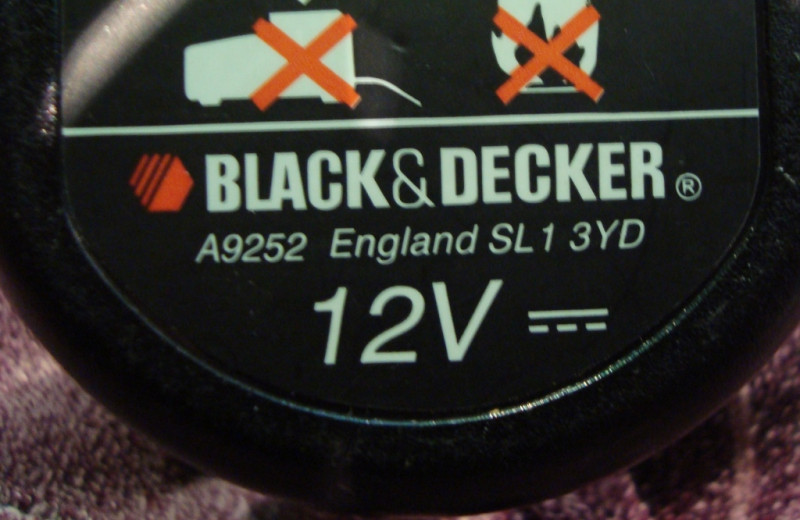 BLACK&DECKER®
A9252 England SL1 3YD
12V